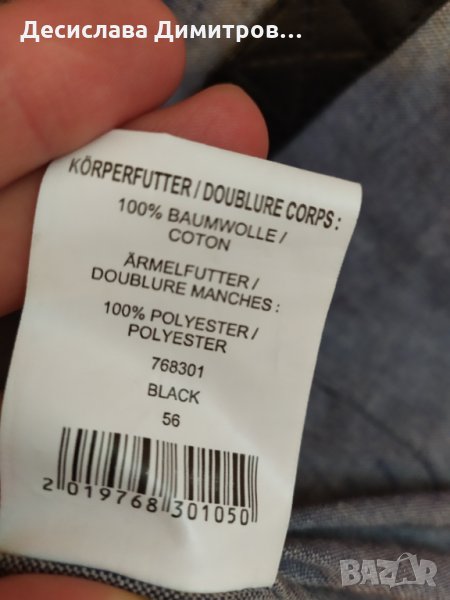 Десислава Димитров...
KÖRPERFUTTER / DOUBLURE CORPS :
100% BAUMWOLLE /
COTON
ÄRMELFUTTER /
DOUBLURE MANCHES :
100% POLYESTER /
POLYESTER
768301
BLACK
56
2 019768 301050
BAZAR